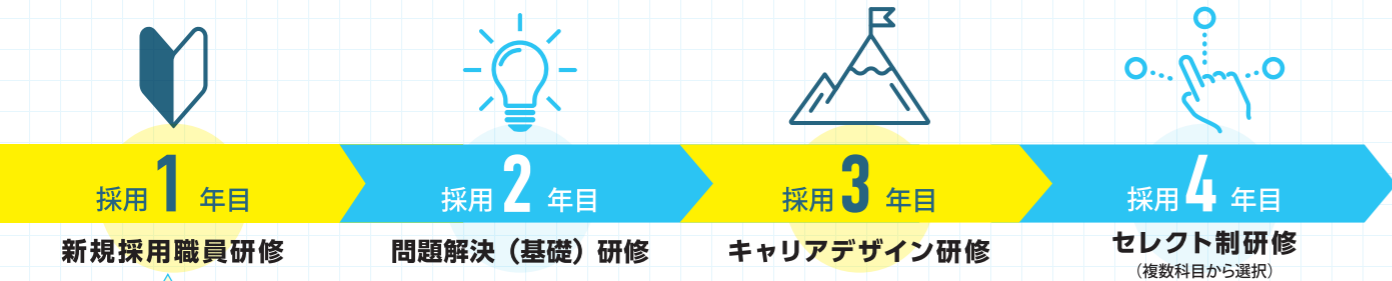 採用1年目
新規採用職員研修
採用2年目
問題解決（基礎）研修
採用3年目
キャリアデザイン研修
採用4年目
セレクト制研修
（複数科目から選択）